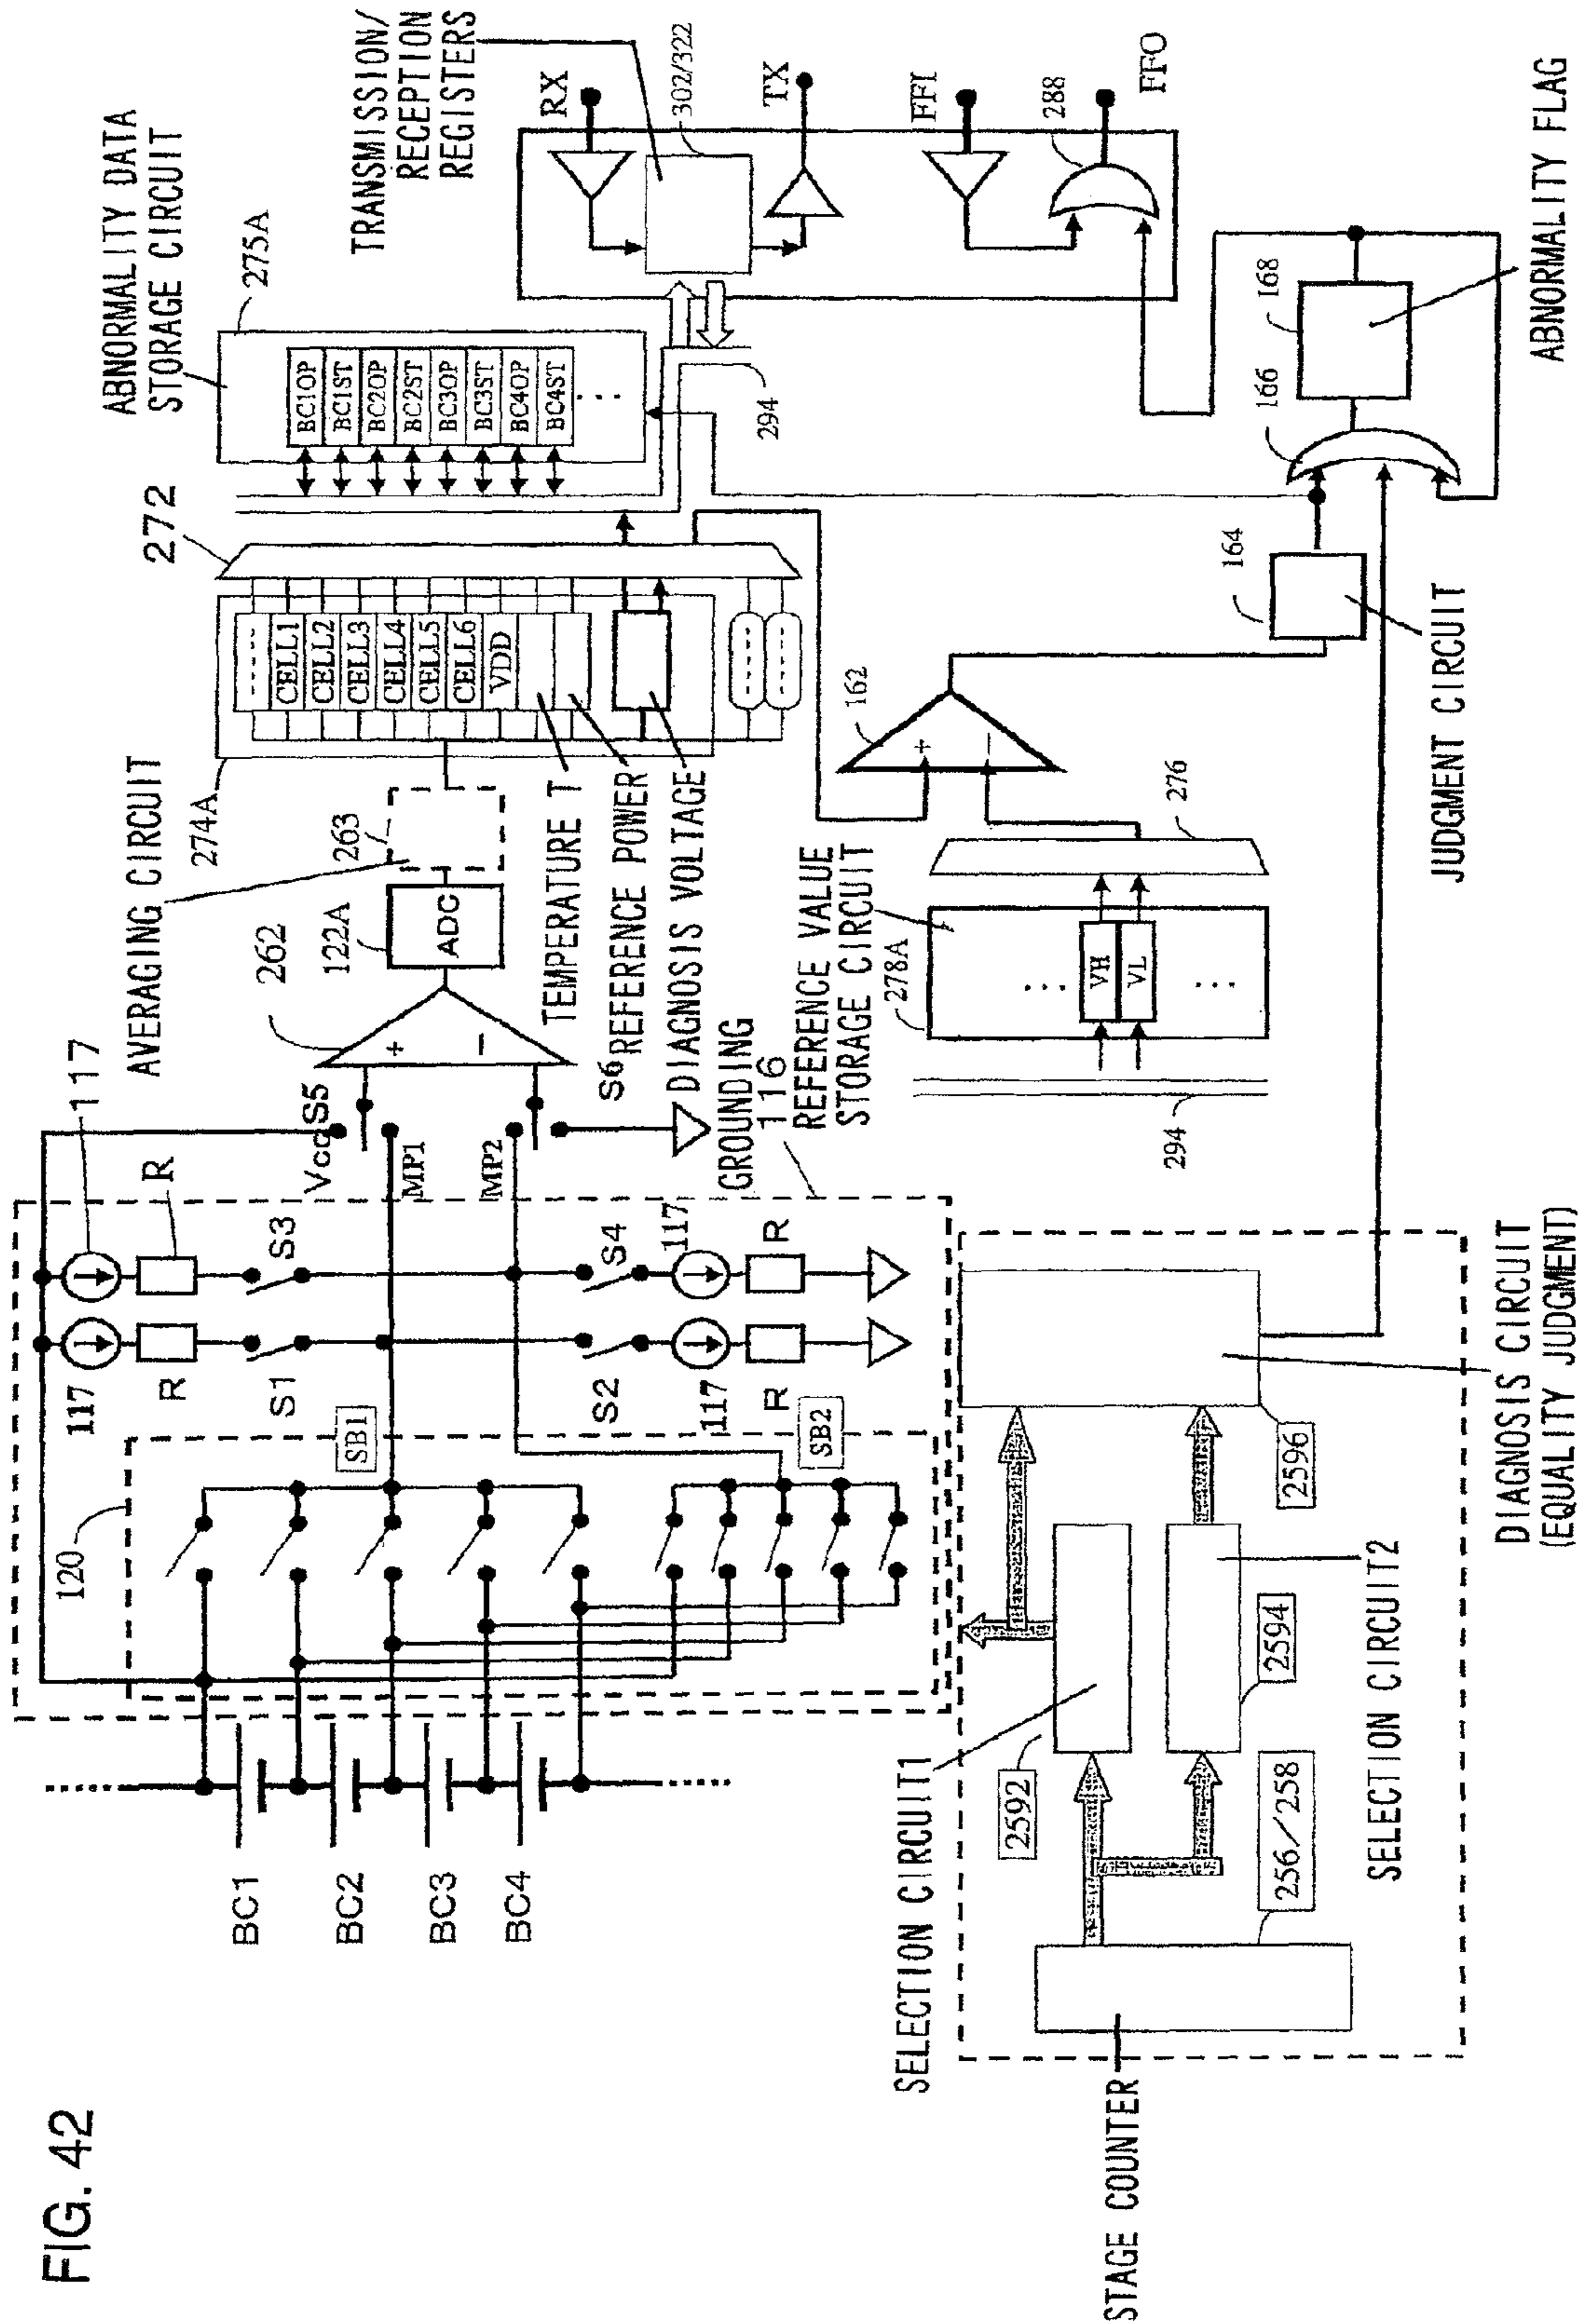 FIG. 42
BC1
BC2
BC3
BC4
120
SB1
SB2
117
117
R
R
S1
S3
S2
S4
117
117
R
R
Vcc
S5
MP1
MP2
S6
GROUNDING
116
262
+
−
AVERAGING CIRCUIT
122A
ADC
263
274A
-----
CELL1
CELL2
CELL3
CELL4
CELL5
CELL6
VDD
TEMPERATURE T
REFERENCE POWER
DIAGNOSIS VOLTAGE
272
ABNORMALITY DATA
STORAGE CIRCUIT
275A
BC1OP
BC1ST
BC2OP
BC2ST
BC3OP
BC3ST
BC4OP
BC4ST
...
294
TRANSMISSION/
RECEPTION
REGISTERS
RX
302/322
TX
FFI
288
FFO
REFERENCE VALUE
STORAGE CIRCUIT
278A
...
VH
VL
...
294
276
162
+
−
164
JUDGMENT CIRCUIT
166
168
ABNORMALITY FLAG
STAGE COUNTER
256/258
SELECTION CIRCUIT1
2592
SELECTION CIRCUIT2
2594
2596
DIAGNOSIS CIRCUIT
(EQUALITY JUDGMENT)